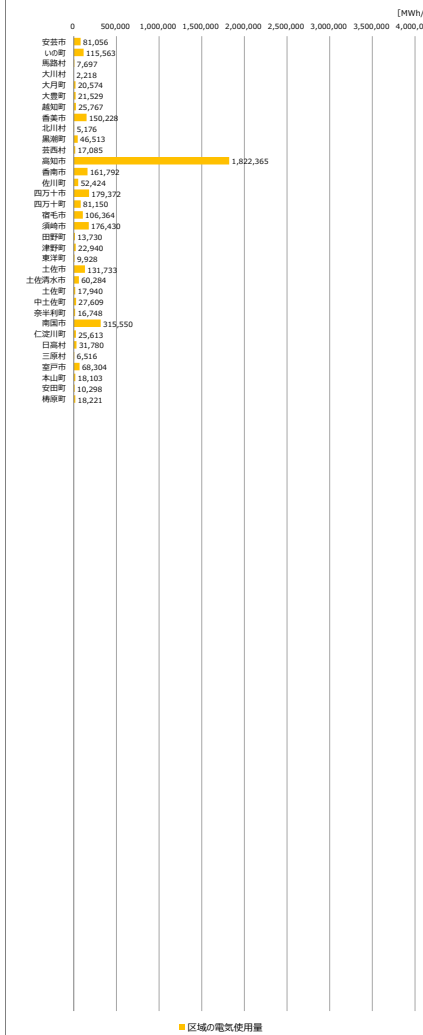 [MWh/
0 500,000 1,000,000 1,500,000 2,000,000 2,500,000 3,000,000 3,500,000 4,000,0
安芸市 81,056
いの町 115,563
馬路村 7,697
大川村 2,218
大月町 20,574
大豊町 21,529
越知町 25,767
香美市 150,228
北川村 5,176
黒潮町 46,513
芸西村 17,085
高知市 1,822,365
香南市 161,792
佐川町 52,424
四万十市 179,372
四万十町 81,150
宿毛市 106,364
須崎市 176,430
田野町 13,730
津野町 22,940
東洋町 9,928
土佐市 131,733
土佐清水市 60,284
土佐町 17,940
中土佐町 27,609
奈半利町 16,748
南国市 315,550
仁淀川町 25,613
日高村 31,780
三原村 6,516
室戸市 68,304
本山町 18,103
安田町 10,298
梼原町 18,221
区域の電気使用量